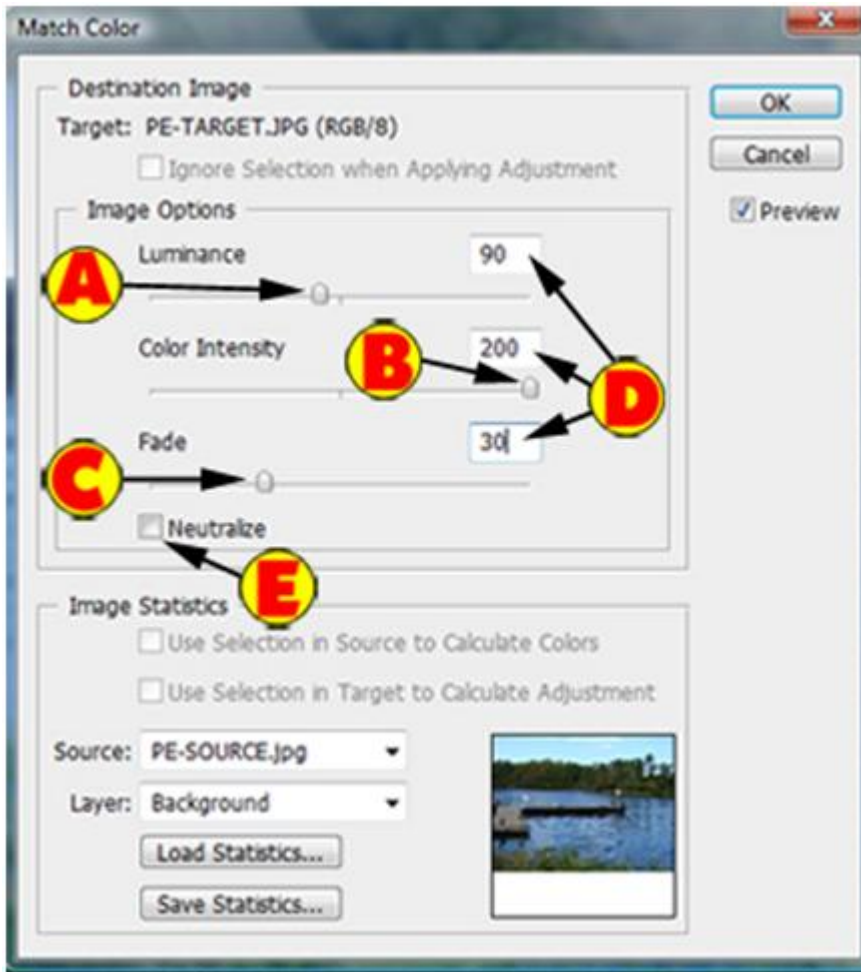 Match Color
Destination Image
Target: PE-TARGET.JPG (RGB/8)
Ignore Selection when Applying Adjustment
Image Options
Luminance 90
A
Color Intensity 200
B
D
Fade 30
C
Neutralize
E
Image Statistics
Use Selection in Source to Calculate Colors
Use Selection in Target to Calculate Adjustment
Source: PE-SOURCE.jpg
Layer: Background
Load Statistics...
Save Statistics...
OK
Cancel
Preview